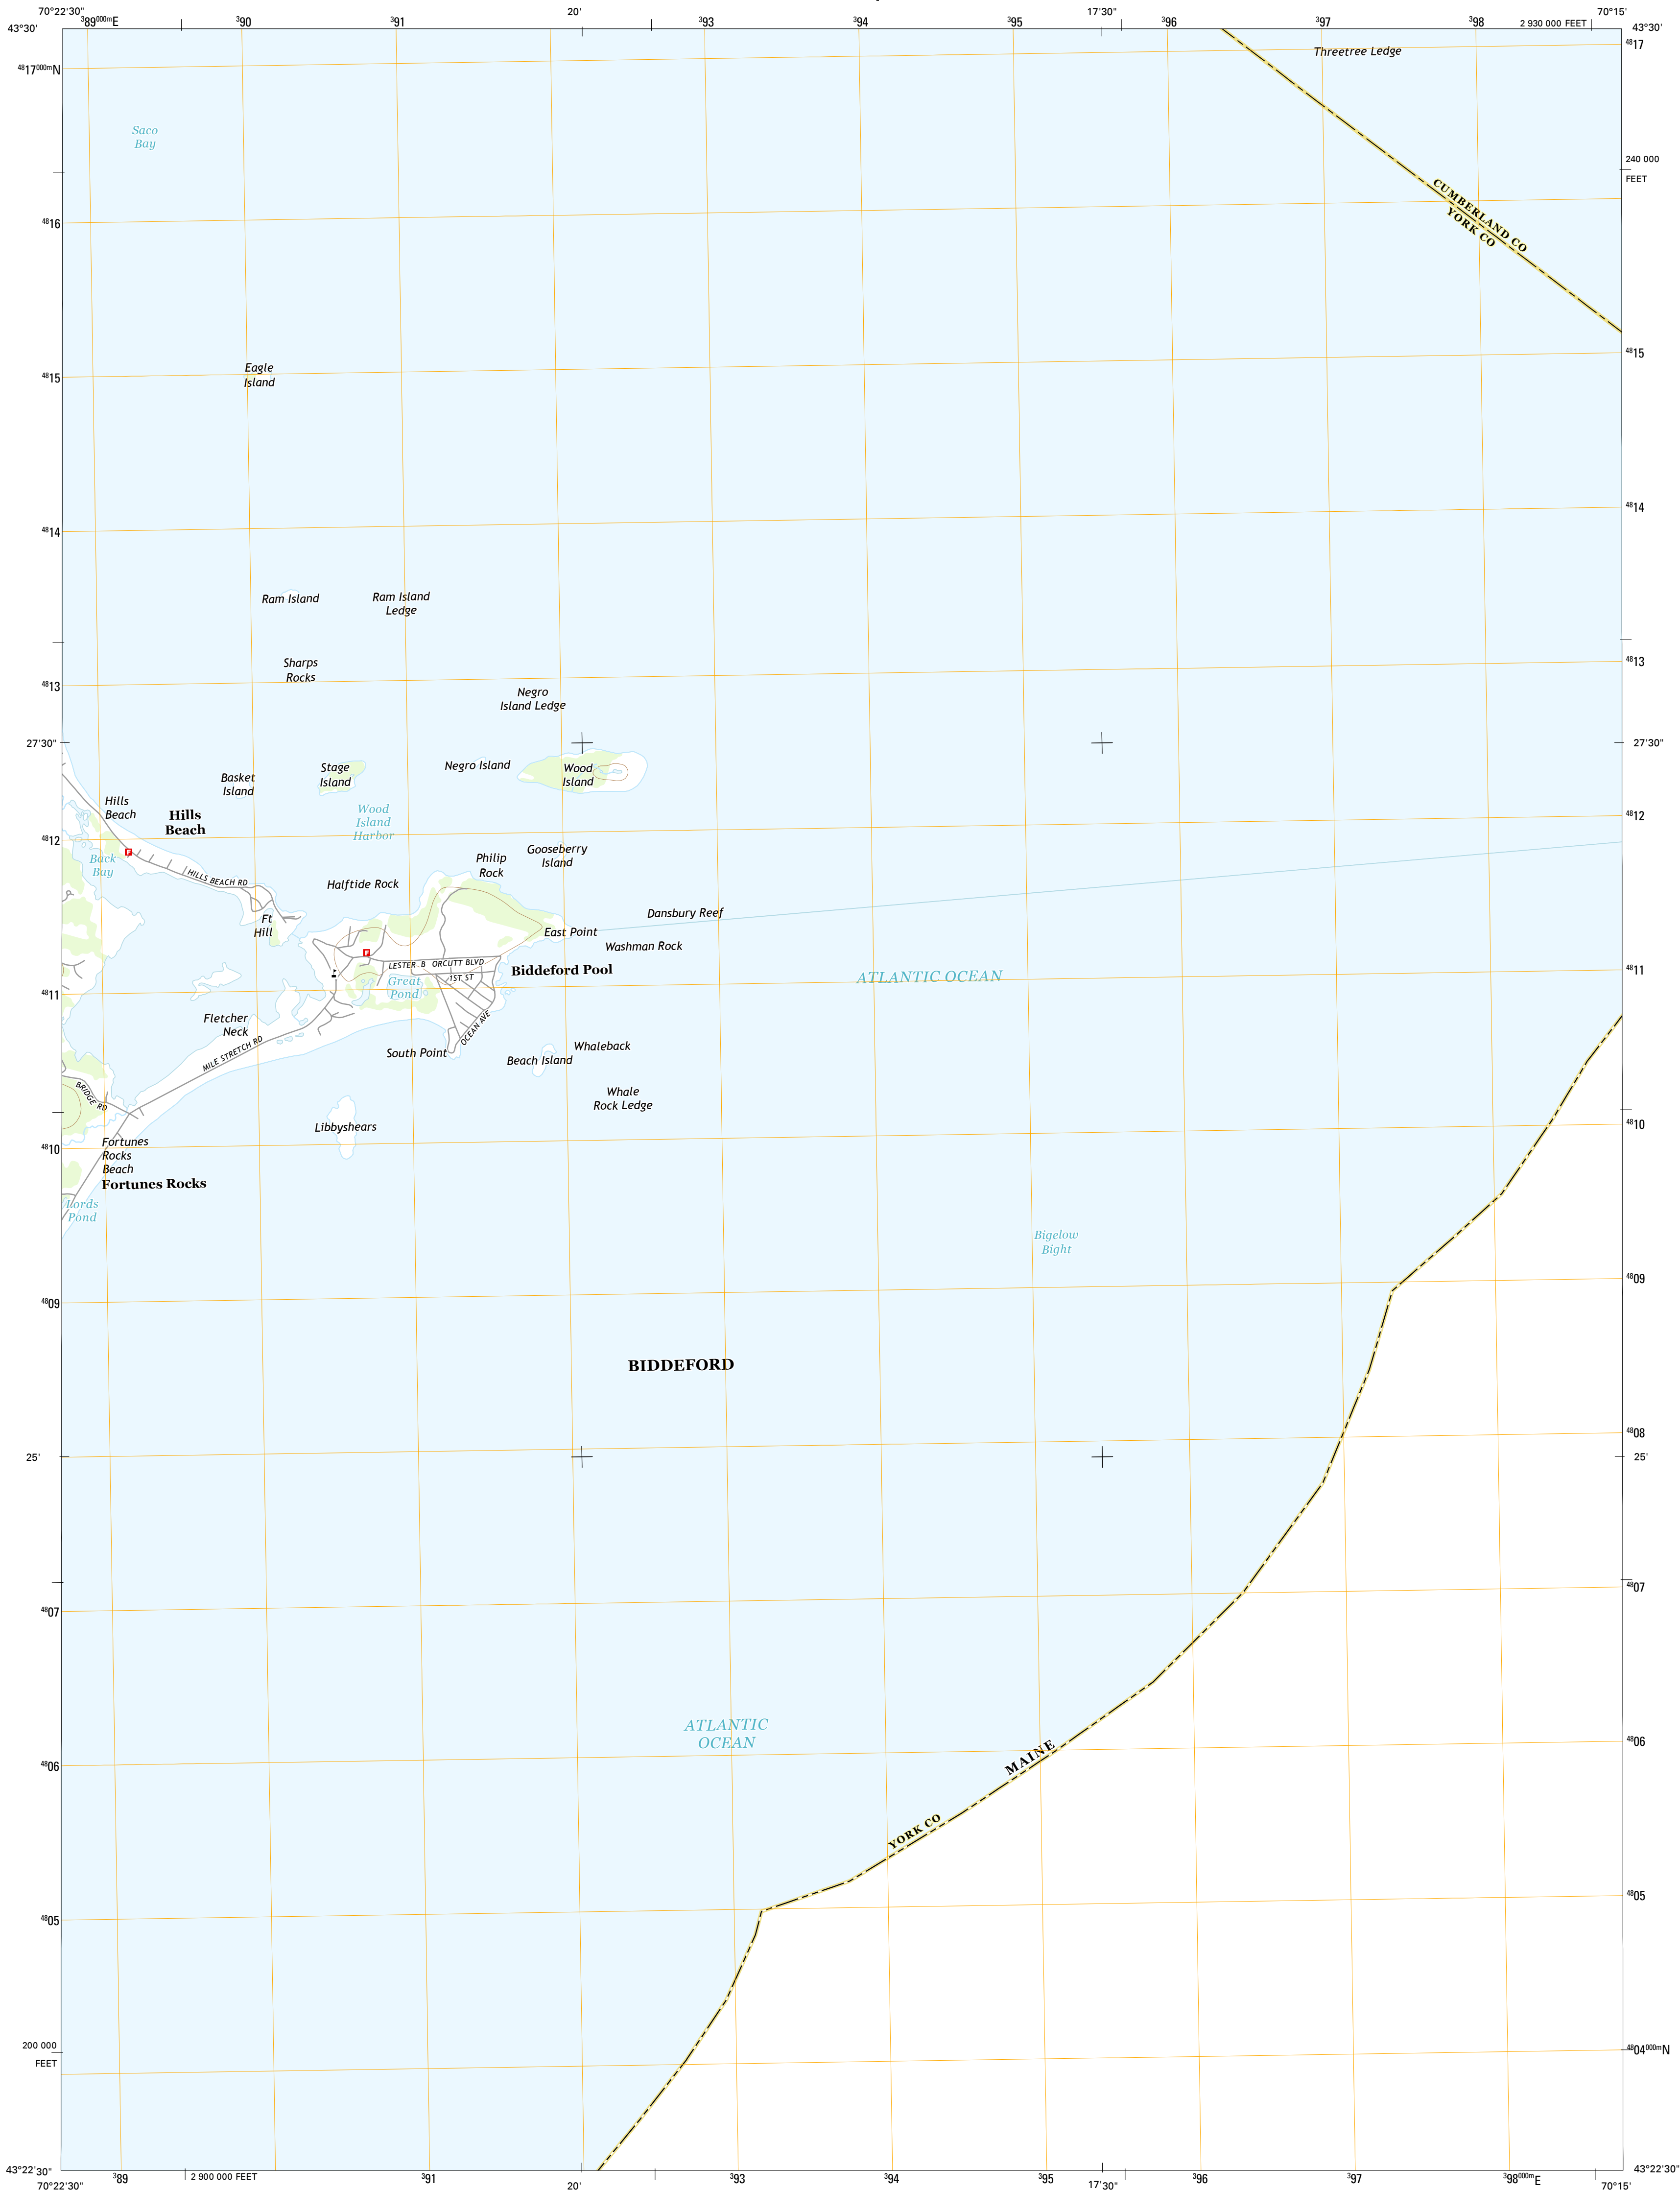 70°22'30"
³89⁰⁰⁰ᵐE
³90
³91
20'
³93
³94
³95
17'30"
³96
³97
³98
2 930 000 FEET
70°15'
43°30'
43°30'
⁴⁸17⁰⁰⁰ᵐN
⁴⁸17
Threetree Ledge
Saco
Bay
240 000
FEET
CUMBERLAND CO
YORK CO
⁴⁸16
⁴⁸15
⁴⁸15
Eagle
Island
⁴⁸14
⁴⁸14
Ram Island
Ram Island
Ledge
Sharps
Rocks
⁴⁸13
⁴⁸13
Negro
Island Ledge
27'30"
27'30"
Negro Island
Wood
Island
Stage
Island
Basket
Island
Hills
Beach
Hills
Beach
Wood
Island
Harbor
⁴⁸12
⁴⁸12
Back
Bay
HILLS BEACH RD
Halftide Rock
Philip
Rock
Gooseberry
Island
Ft
Hill
Dansbury Reef
East Point
Washman Rock
LESTER B ORCUTT BLVD
Biddeford Pool
1ST ST
Great
Pond
ATLANTIC OCEAN
⁴⁸11
⁴⁸11
Fletcher
Neck
MILE STRETCH RD
OCEAN AVE
South Point
Beach Island
Whaleback
Whale
Rock Ledge
BRIDGE RD
Libbyshears
⁴⁸10
⁴⁸10
Fortunes
Rocks
Beach
Fortunes Rocks
Lords
Pond
Bigelow
Bight
⁴⁸09
⁴⁸09
BIDDEFORD
⁴⁸08
25'
25'
⁴⁸07
⁴⁸07
ATLANTIC
OCEAN
MAINE
YORK CO
⁴⁸06
⁴⁸06
⁴⁸05
⁴⁸05
200 000
FEET
⁴⁸04⁰⁰⁰ᵐN
43°22'30"
43°22'30"
³89
2 900 000 FEET
³91
³93
³94
³95
³96
³97
³98⁰⁰⁰ᵐE
70°22'30"
20'
17'30"
70°15'